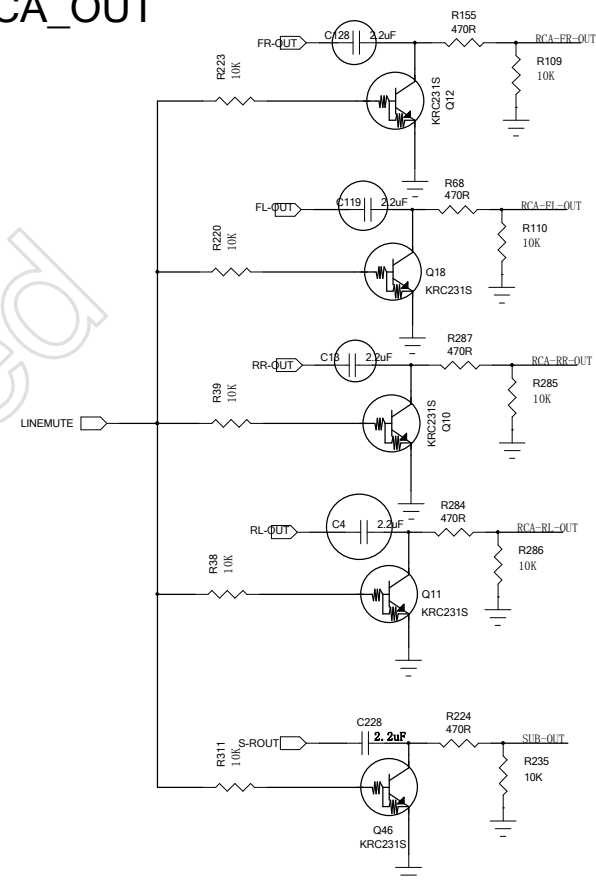 CA_OUT
FR-OUT
C128
2.2uF
R155
470R
RCA-FR-OUT
R109
10K
R223
10K
KRC231S
Q12
FL-OUT
C119
2.2uF
R68
470R
RCA-FL-OUT
R110
10K
R220
10K
Q18
KRC231S
RR-OUT
C13
2.2uF
R287
470R
RCA-RR-OUT
R285
10K
R39
10K
KRC231S
Q10
LINEMUTE
RL-OUT
C4
2.2uF
R284
470R
RCA-RL-OUT
R286
10K
R38
10K
Q11
KRC231S
S-ROUT
C228
2.2uF
R224
470R
SUB-OUT
R235
10K
R311
10K
Q46
KRC231S
ed